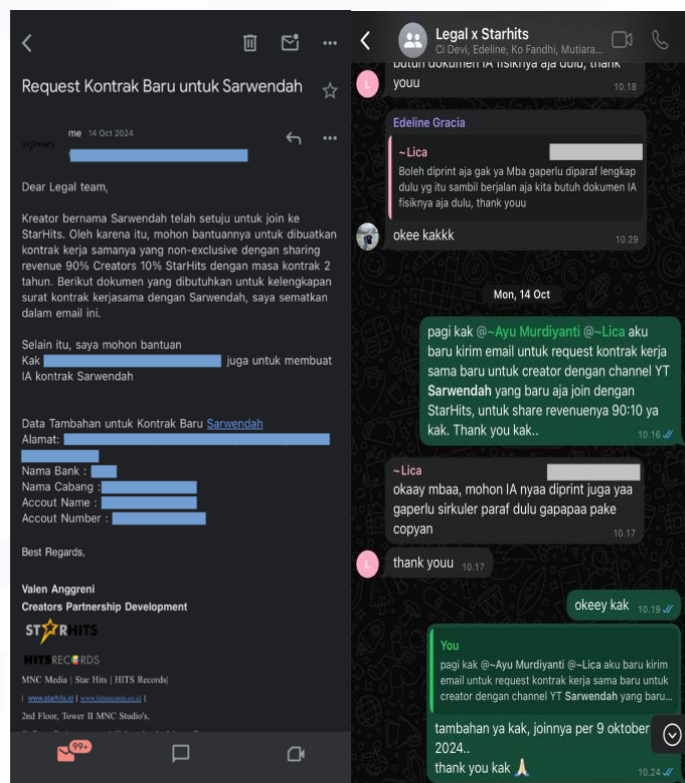 Request Kontrak Baru untuk Sarwendah
me 14 Oct 2024
Dear Legal team,
Kreator bernama Sarwendah telah setuju untuk join ke
StarHits. Oleh karena itu, mohon bantuannya untuk dibuatkan
kontrak kerja samanya yang non-exclusive dengan sharing
revenue 90% Creators 10% StarHits dengan masa kontrak 2
tahun. Berikut dokumen yang dibutuhkan untuk kelengkapan
surat kontrak kerjasama dengan Sarwendah, saya sematkan
dalam email ini.
Selain itu, saya mohon bantuan
Kak juga untuk membuat
IA kontrak Sarwendah
Data Tambahan untuk Kontrak Baru Sarwendah
Alamat:
Nama Bank :
Nama Cabang :
Accout Name :
Accout Number :
Best Regards,
Valen Anggreni
Creators Partnership Development
STARHITS
HITSRECORDS
MNC Media | Star Hits | HITS Records|
| www.starhits.id | www.hitsrecords.co.id |
2nd Floor, Tower II MNC Studio's,
99+
Legal x Starhits
Ci Devi, Edeline, Ko Fandhi, Mutiara...
butuh dokumen IA fisiknya aja dulu, thank
youu
10.18
L
Edeline Gracia
~Lica
Boleh diprint aja gak ya Mba gaperlu diparaf lengkap
dulu yg itu sambil berjalan aja kita butuh dokumen IA
fisiknya aja dulu, thank youu
okee kakkk
10.29
Mon, 14 Oct
pagi kak @~Ayu Murdiyanti @~Lica aku
baru kirim email untuk request kontrak kerja
sama baru untuk creator dengan channel YT
Sarwendah yang baru aja join dengan
StarHits, untuk share revenuenya 90:10 ya
kak. Thank you kak..
10.16
~Lica
okaay mbaa, mohon IA nyaa diprint juga yaa
gaperlu sirkuler paraf dulu gapapaa pake
copyan
10.17
L
thank youu
10.17
okeey kak
10.19
You
pagi kak @~Ayu Murdiyanti @~Lica aku baru kirim
email untuk request kontrak kerja sama baru untuk
creator dengan channel YT Sarwendah yang baru...
tambahan ya kak, joinnya per 9 oktober
2024..
thank you kak 🙏🏻
10.24